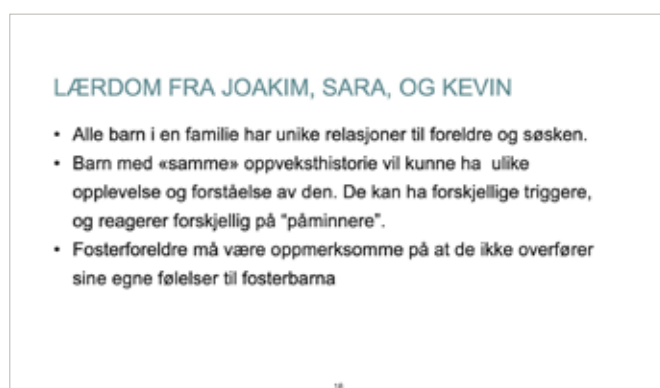 LÆRDOM FRA JOAKIM, SARA, OG KEVIN
• Alle barn i en familie har unike relasjoner til foreldre og søsken.
• Barn med «samme» oppveksthistorie vil kunne ha ulike
opplevelse og forståelse av den. De kan ha forskjellige triggere,
og reagerer forskjellig på "påminnere".
• Fosterforeldre må være oppmerksomme på at de ikke overfører
sine egne følelser til fosterbarna